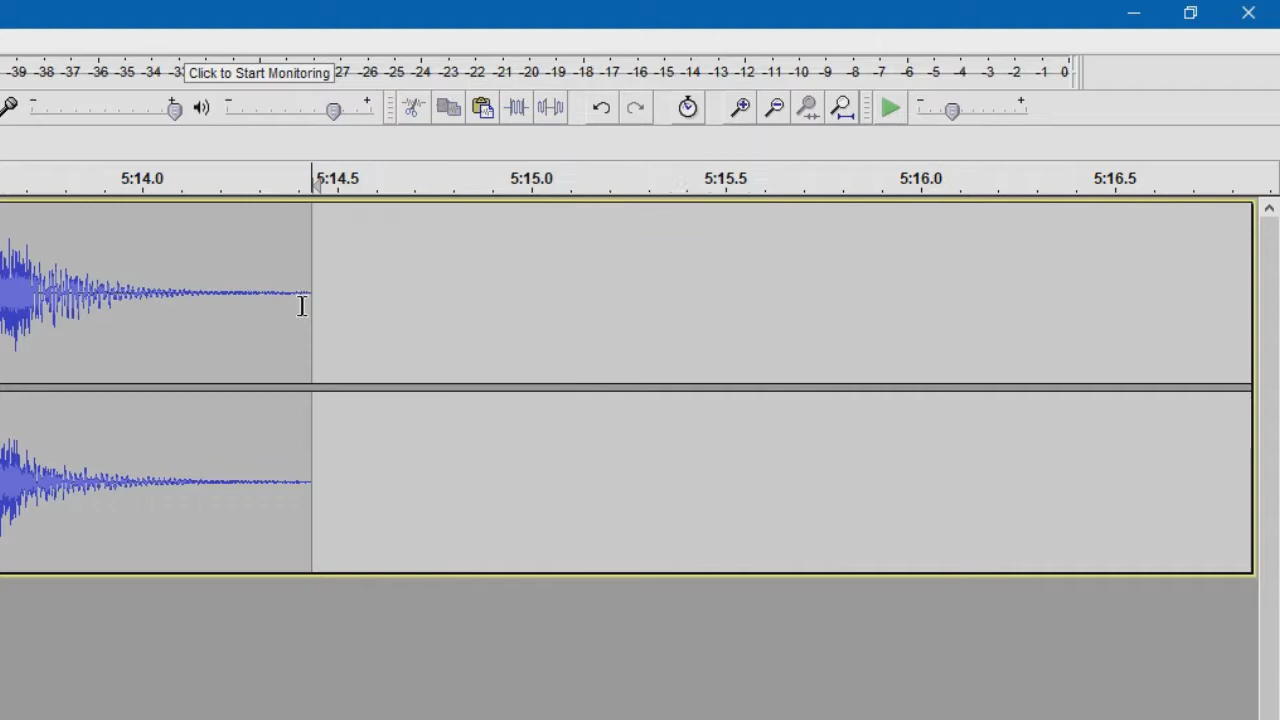 -39 -38 -37 -36 -35 -34 -33 Click to Start Monitoring 27 -26 -25 -24 -23 -22 -21 -20 -19 -18 -17 -16 -15 -14 -13 -12 -11 -10 -9 -8 -7 -6 -5 -4 -3 -2 -1 0
- + - + - +
5:14.0 5:14.5 5:15.0 5:15.5 5:16.0 5:16.5